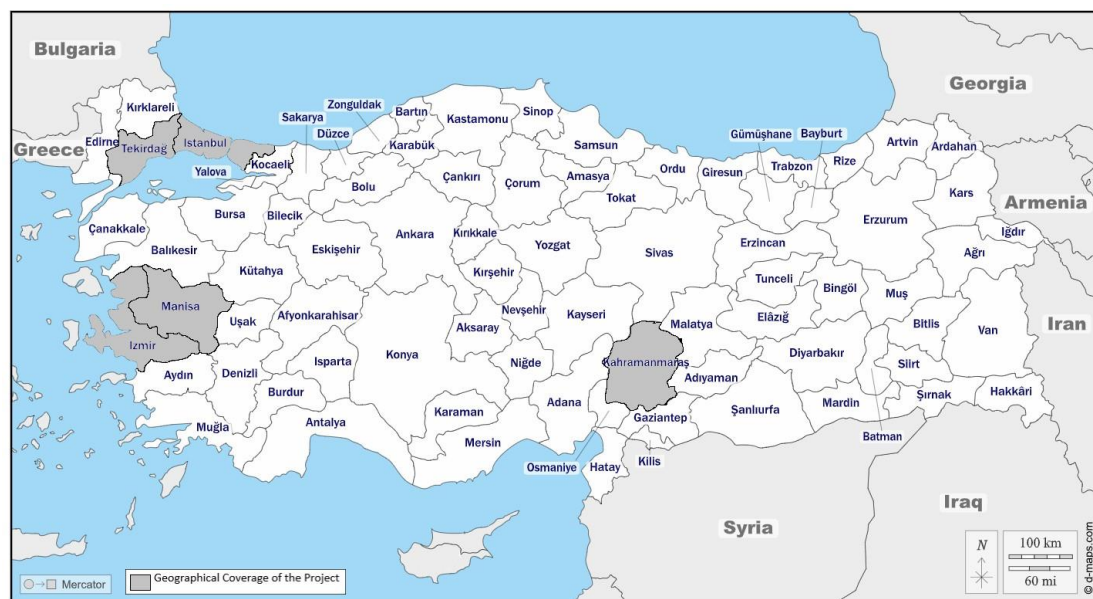 Bulgaria
Georgia
Greece
Armenia
Iran
Iraq
Syria
Kırklareli
Edirne
Tekirdağ
Istanbul
Yalova
Kocaeli
Sakarya
Düzce
Zonguldak
Bartın
Karabük
Kastamonu
Sinop
Samsun
Bolu
Çankırı
Çorum
Amasya
Tokat
Ordu
Giresun
Gümüşhane
Bayburt
Trabzon
Rize
Artvin
Ardahan
Kars
Iğdır
Ağrı
Erzurum
Erzincan
Çanakkale
Balıkesir
Bursa
Bilecik
Eskişehir
Kütahya
Ankara
Kırıkkale
Kırşehir
Yozgat
Sivas
Tunceli
Bingöl
Muş
Bitlis
Van
Elâzığ
Malatya
Manisa
Izmir
Uşak
Afyonkarahisar
Aksaray
Nevşehir
Kayseri
Kahramanmaraş
Adıyaman
Diyarbakır
Siirt
Şırnak
Hakkâri
Batman
Mardin
Şanlıurfa
Gaziantep
Kilis
Hatay
Osmaniye
Adana
Niğde
Konya
Karaman
Mersin
Antalya
Isparta
Burdur
Denizli
Aydın
Muğla
Mercator
Geographical Coverage of the Project
N
100 km
60 mi
© d-maps.com